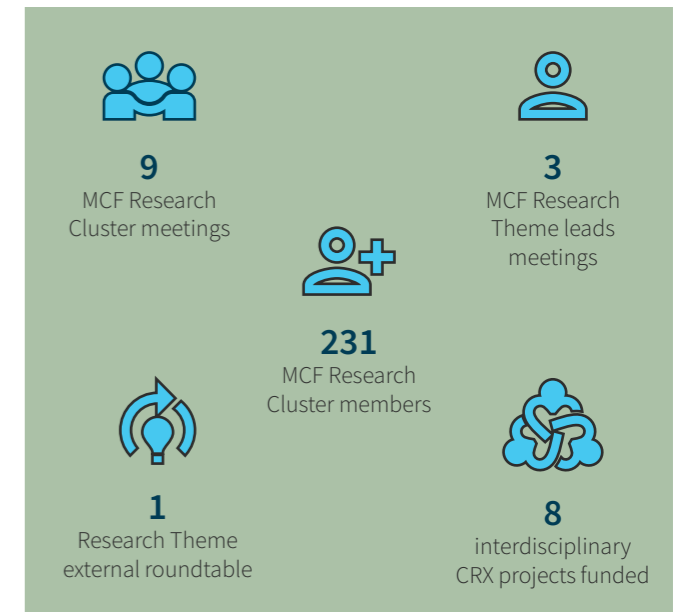 9
MCF Research
Cluster meetings
3
MCF Research
Theme leads
meetings
231
MCF Research
Cluster members
1
Research Theme
external roundtable
8
interdisciplinary
CRX projects funded